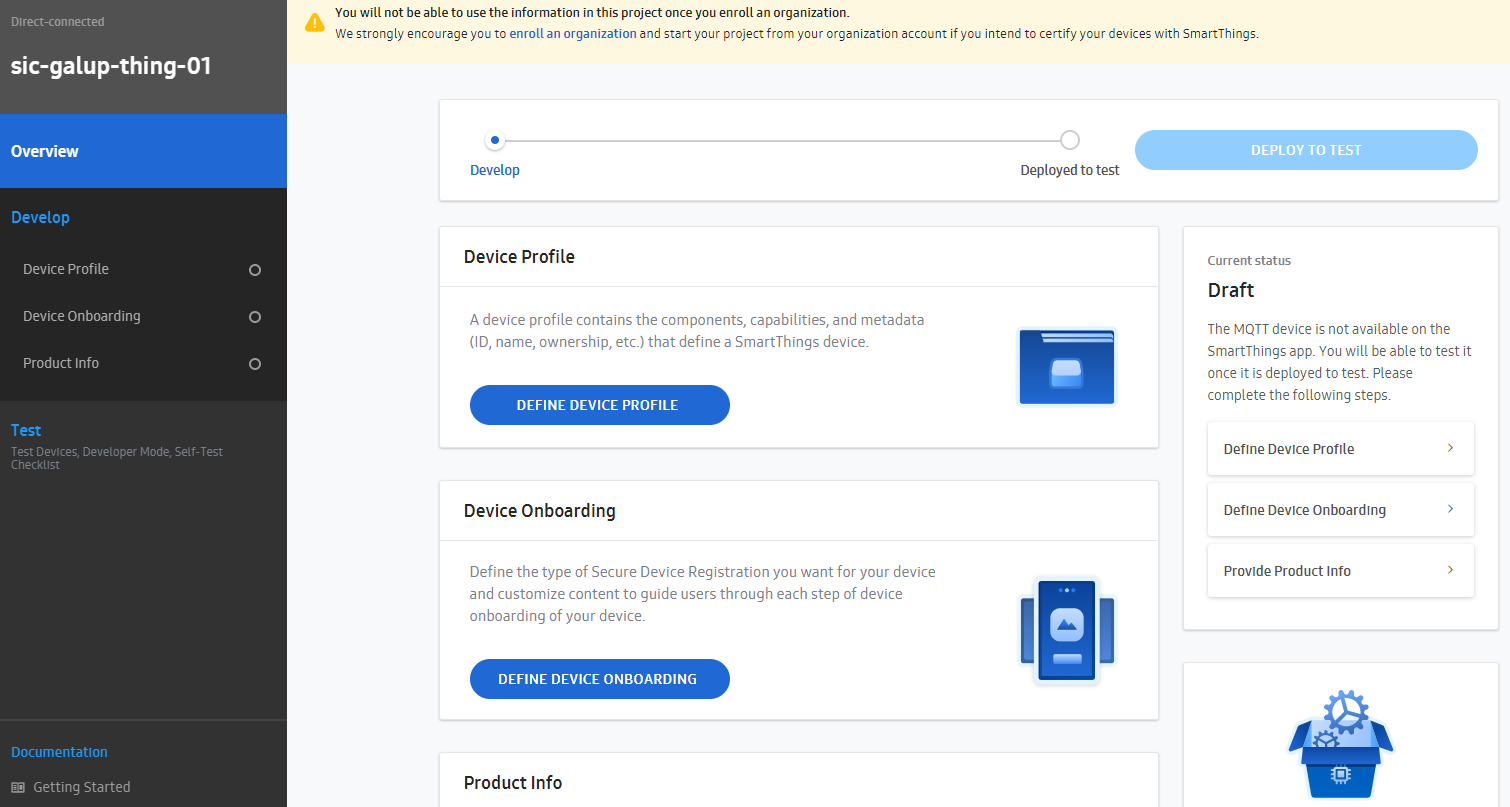 Direct-connected
sic-galup-thing-01
Overview
Develop
Device Profile
Device Onboarding
Product Info
Test
Test Devices, Developer Mode, Self-Test
Checklist
Documentation
Getting Started
You will not be able to use the information in this project once you enroll an organization.
We strongly encourage you to enroll an organization and start your project from your organization account if you intend to certify your devices with SmartThings.
Develop
Deployed to test
DEPLOY TO TEST
Device Profile
A device profile contains the components, capabilities, and metadata
(ID, name, ownership, etc.) that define a SmartThings device.
DEFINE DEVICE PROFILE
Device Onboarding
Define the type of Secure Device Registration you want for your device
and customize content to guide users through each step of device
onboarding of your device.
DEFINE DEVICE ONBOARDING
Product Info
Current status
Draft
The MQTT device is not available on the
SmartThings app. You will be able to test it
once it is deployed to test. Please
complete the following steps.
Define Device Profile
Define Device Onboarding
Provide Product Info